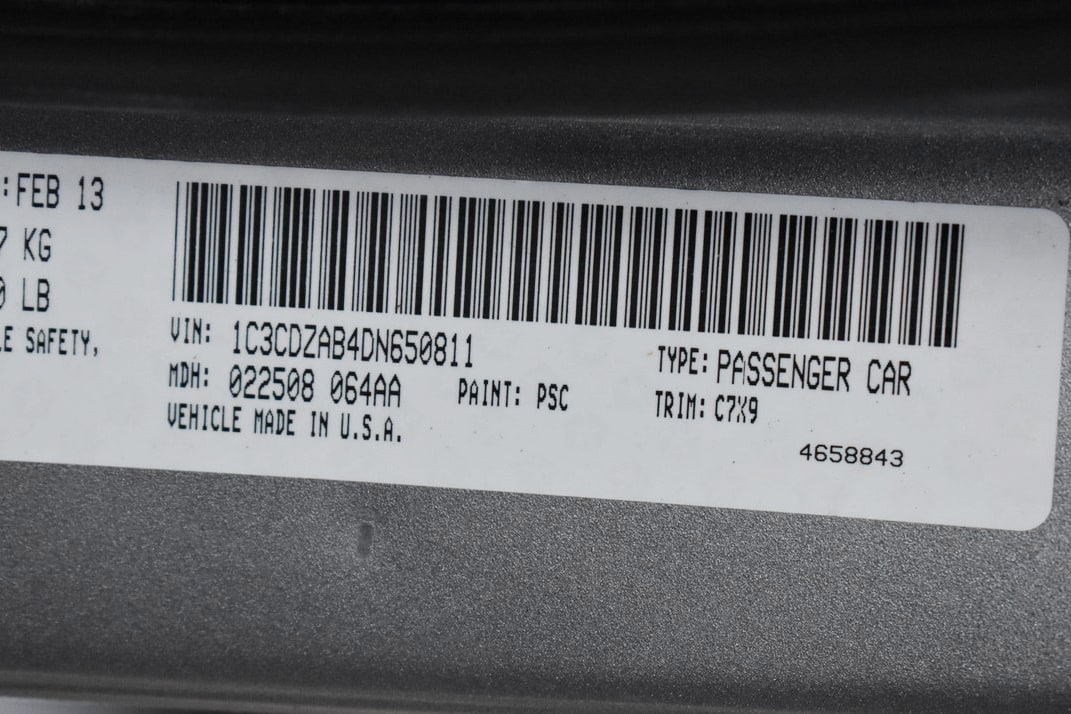 :FEB 13
7 KG
0 LB
LE SAFETY,
VIN: 1C3CDZAB4DN650811
TYPE: PASSENGER CAR
MDH: 022508 064AA PAINT: PSC TRIM: C7X9
VEHICLE MADE IN U.S.A.
4658843